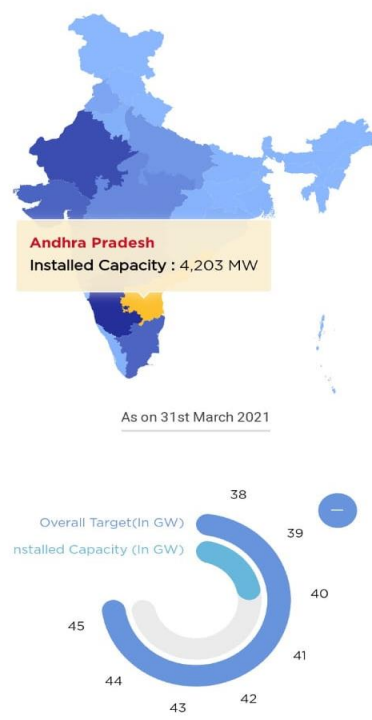 Andhra Pradesh
Installed Capacity : 4,203 MW
As on 31st March 2021
38
Overall Target(In GW)
39
nstalled Capacity (In GW)
40
45
41
44
42
43